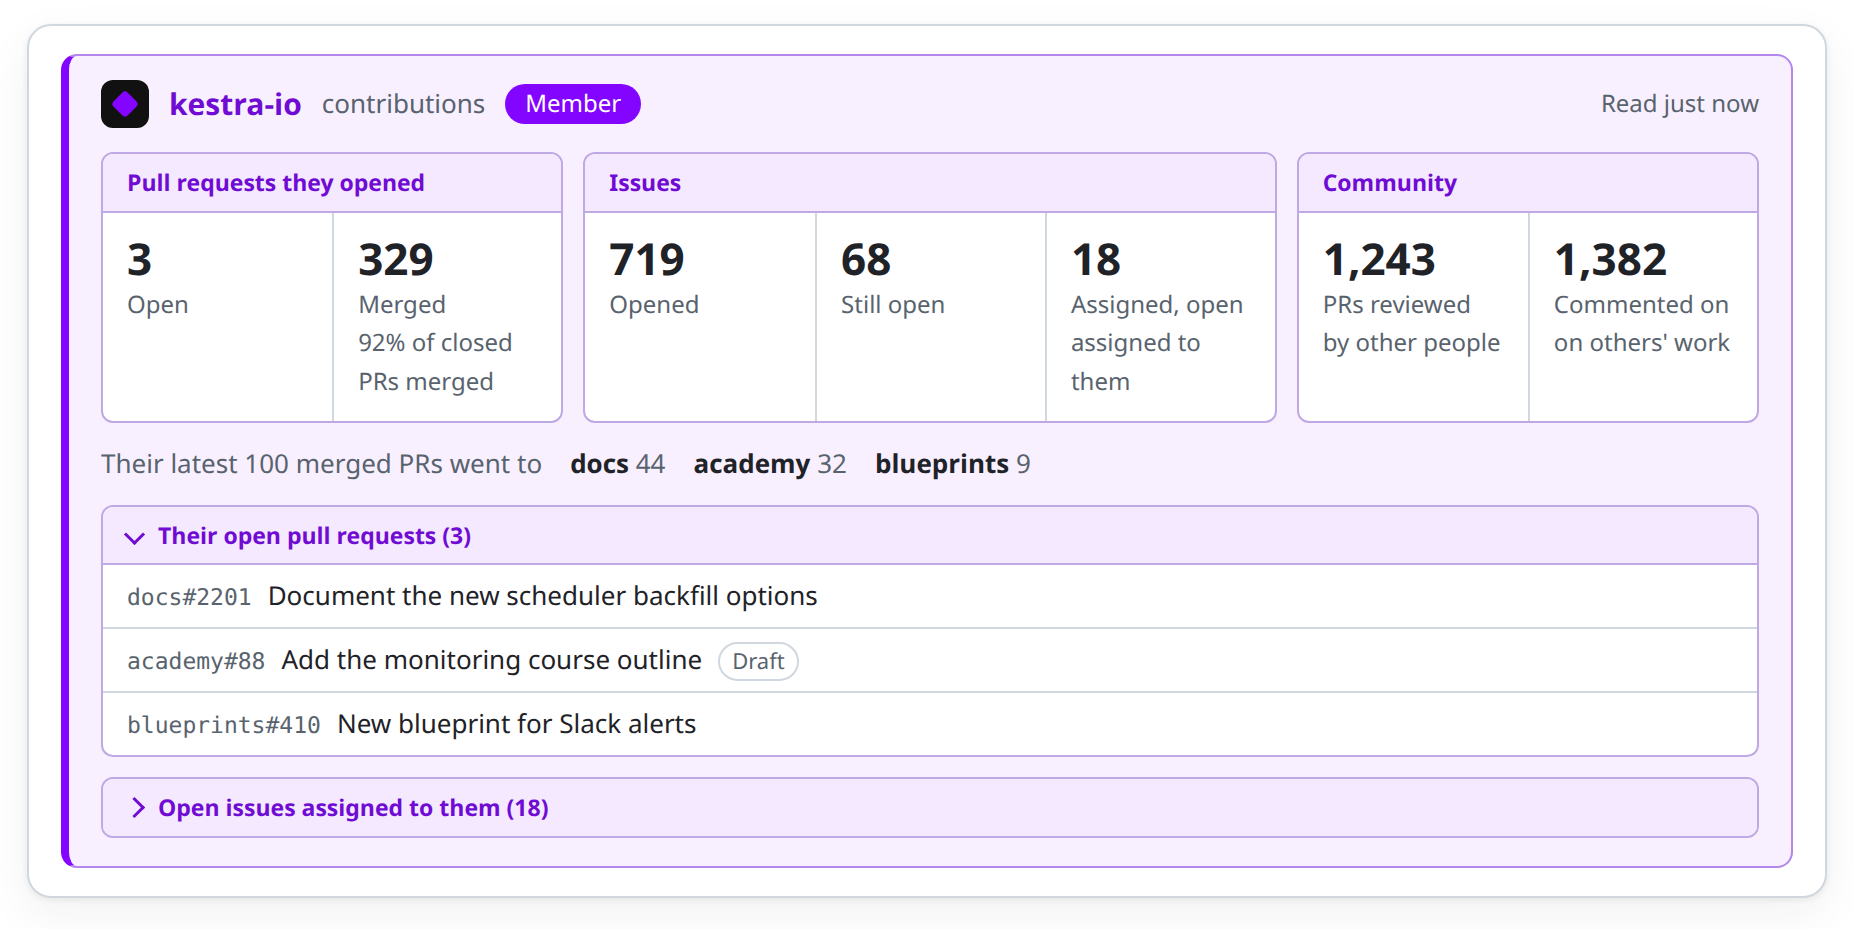 kestra-io contributions Member Read just now
Pull requests they opened
3
Open
329
Merged
92% of closed
PRs merged
Issues
719
Opened
68
Still open
18
Assigned, open
assigned to
them
Community
1,243
PRs reviewed
by other people
1,382
Commented on
on others' work
Their latest 100 merged PRs went to docs 44 academy 32 blueprints 9
Their open pull requests (3)
docs#2201 Document the new scheduler backfill options
academy#88 Add the monitoring course outline Draft
blueprints#410 New blueprint for Slack alerts
Open issues assigned to them (18)